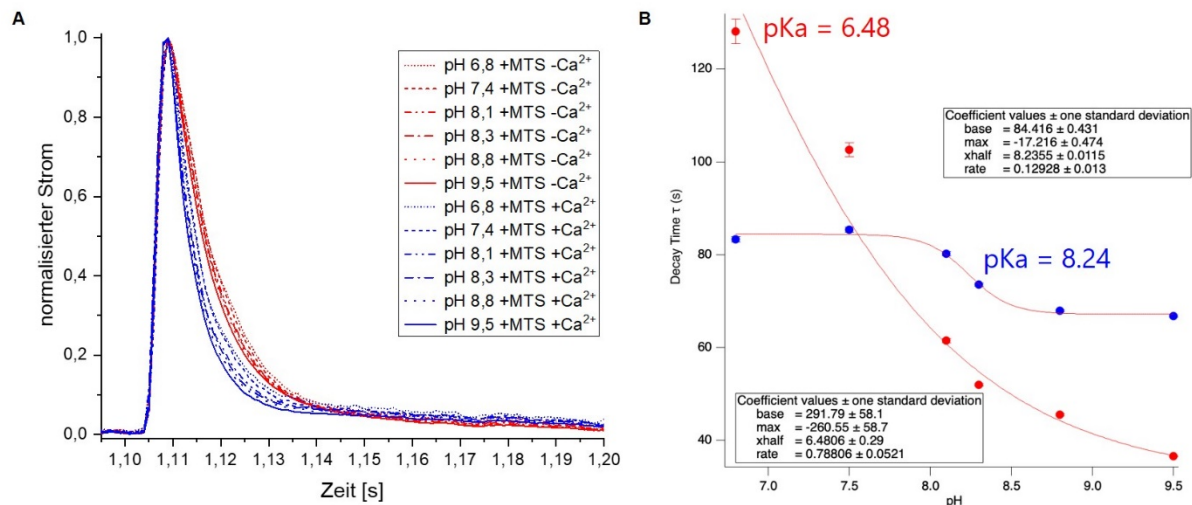 A
normalisierter Strom
1,0
0,8
0,6
0,4
0,2
0,0
1,10
1,11
1,12
1,13
1,14
1,15
1,16
1,17
1,18
1,19
1,20
Zeit [s]
pH 6,8 +MTS -Ca²⁺
pH 7,4 +MTS -Ca²⁺
pH 8,1 +MTS -Ca²⁺
pH 8,3 +MTS -Ca²⁺
pH 8,8 +MTS -Ca²⁺
pH 9,5 +MTS -Ca²⁺
pH 6,8 +MTS +Ca²⁺
pH 7,4 +MTS +Ca²⁺
pH 8,1 +MTS +Ca²⁺
pH 8,3 +MTS +Ca²⁺
pH 8,8 +MTS +Ca²⁺
pH 9,5 +MTS +Ca²⁺
B
Decay Time τ (s)
120
100
80
60
40
pKa = 6.48
Coefficient values ± one standard deviation
base = 84.416 ± 0.431
max = -17.216 ± 0.474
xhalf = 8.2355 ± 0.0115
rate = 0.12928 ± 0.013
pKa = 8.24
Coefficient values ± one standard deviation
base = 291.79 ± 58.1
max = -260.55 ± 58.7
xhalf = 6.4806 ± 0.29
rate = 0.78806 ± 0.0521
7.0
7.5
8.0
8.5
9.0
9.5
pH